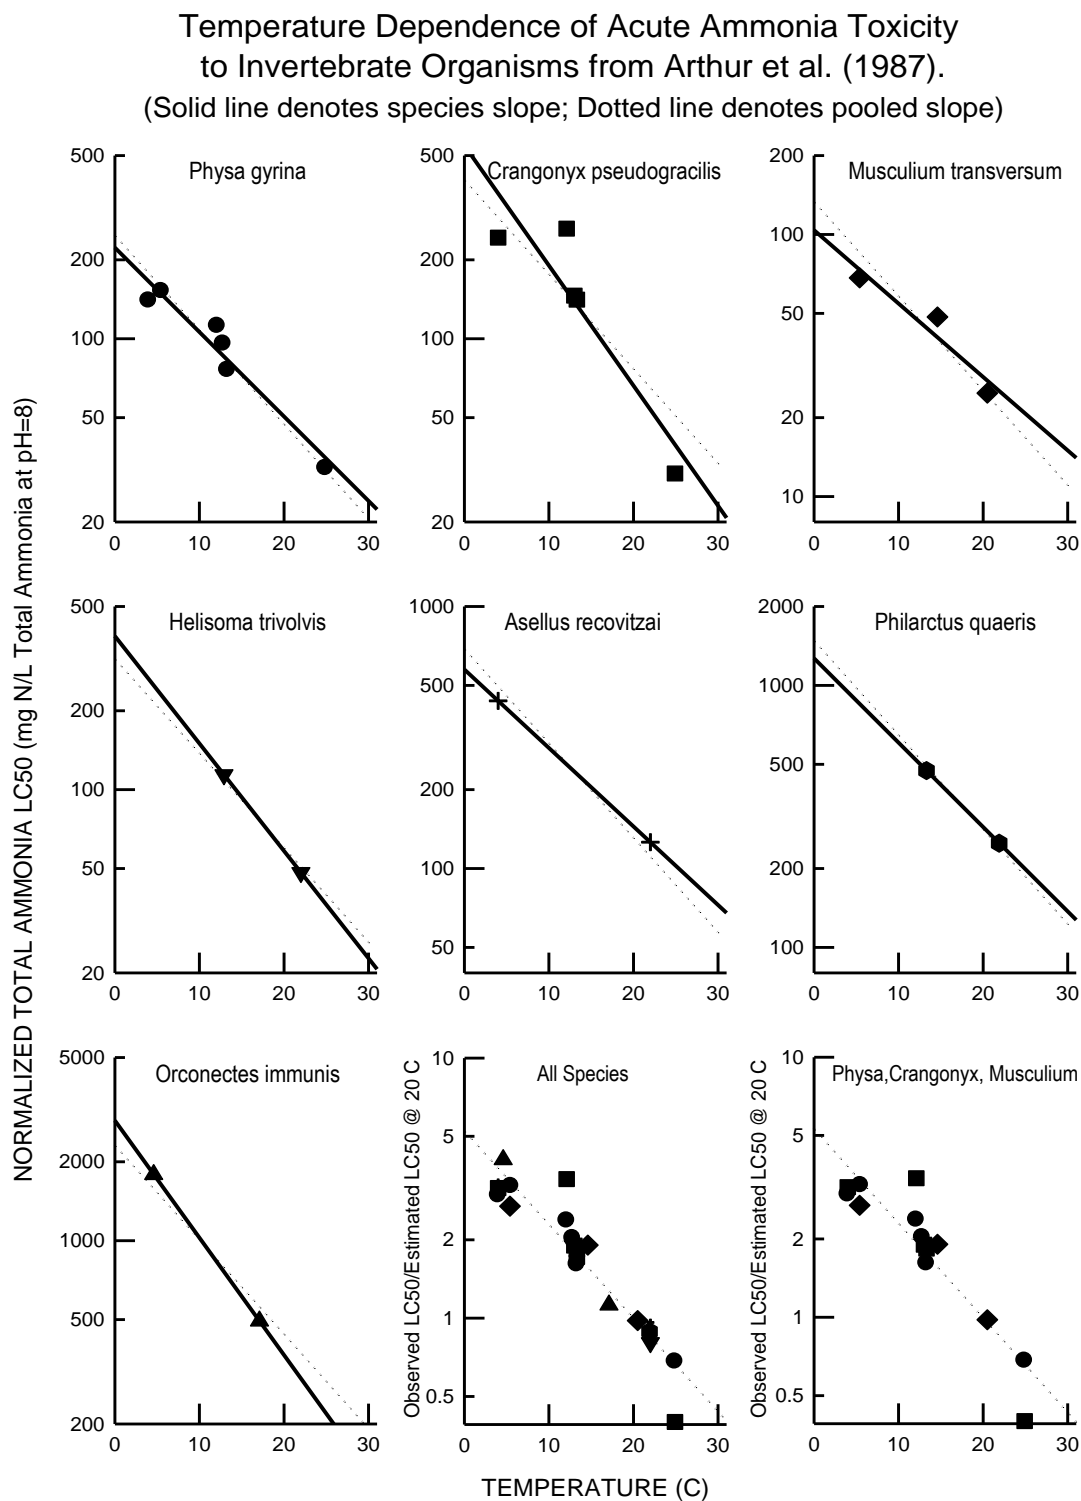 Temperature Dependence of Acute Ammonia Toxicity
to Invertebrate Organisms from Arthur et al. (1987).
(Solid line denotes species slope; Dotted line denotes pooled slope)
NORMALIZED TOTAL AMMONIA LC50 (mg N/L Total Ammonia at pH=8)
Physa gyrina
500
200
100
50
20
0 10 20 30
Crangonyx pseudogracilis
500
200
100
50
20
0 10 20 30
Musculium transversum
200
100
50
20
10
0 10 20 30
Helisoma trivolvis
500
200
100
50
20
0 10 20 30
Asellus recovitzai
1000
500
200
100
50
0 10 20 30
Philarctus quaeris
2000
1000
500
200
100
0 10 20 30
Orconectes immunis
5000
2000
1000
500
200
0 10 20 30
Observed LC50/Estimated LC50 @ 20 C
All Species
10
5
2
1
0.5
0 10 20 30
Observed LC50/Estimated LC50 @ 20 C
Physa,Crangonyx, Musculium
10
5
2
1
0.5
0 10 20 30
TEMPERATURE (C)